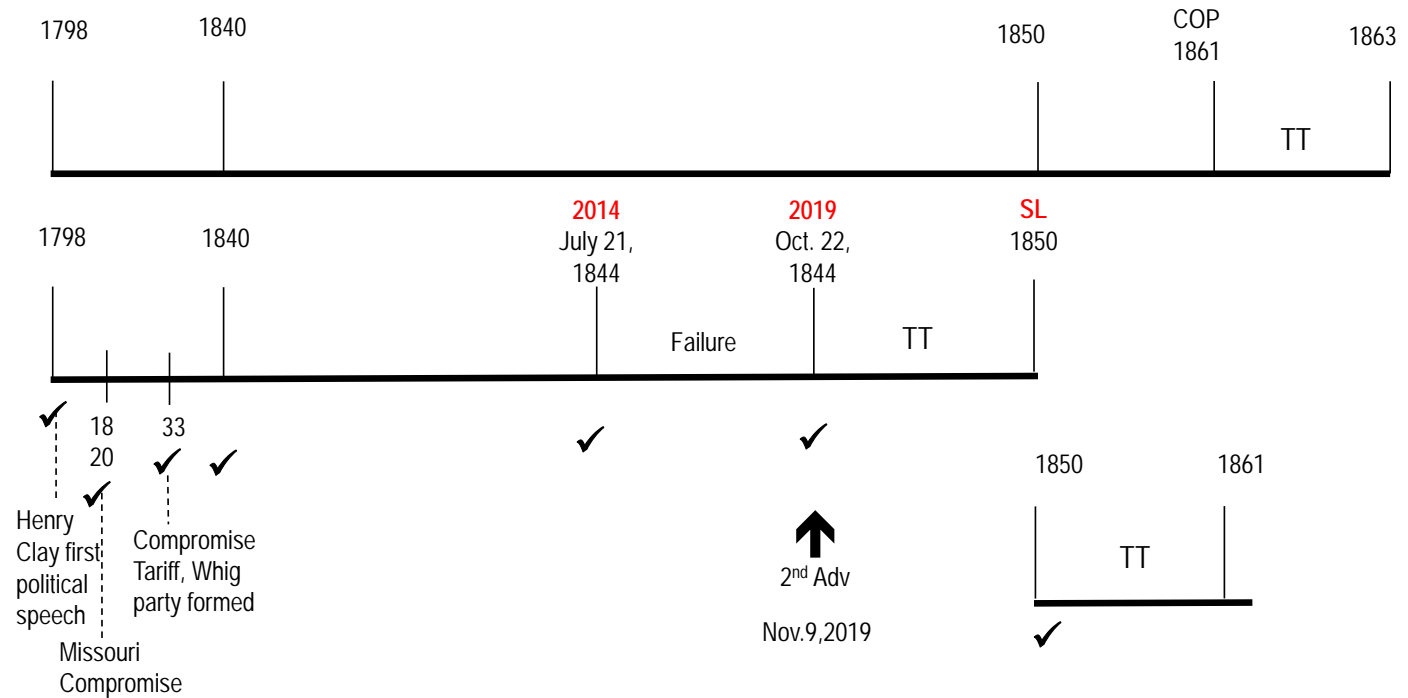 1798
1840
1850
COP
1861
1863
TT
1798
1840
2014
July 21,
1844
2019
Oct. 22,
1844
SL
1850
Failure
TT
18
20
33
Henry
Clay first
political
speech
Compromise
Tariff, Whig
party formed
Missouri
Compromise
2nd Adv
Nov.9,2019
1850
1861
TT